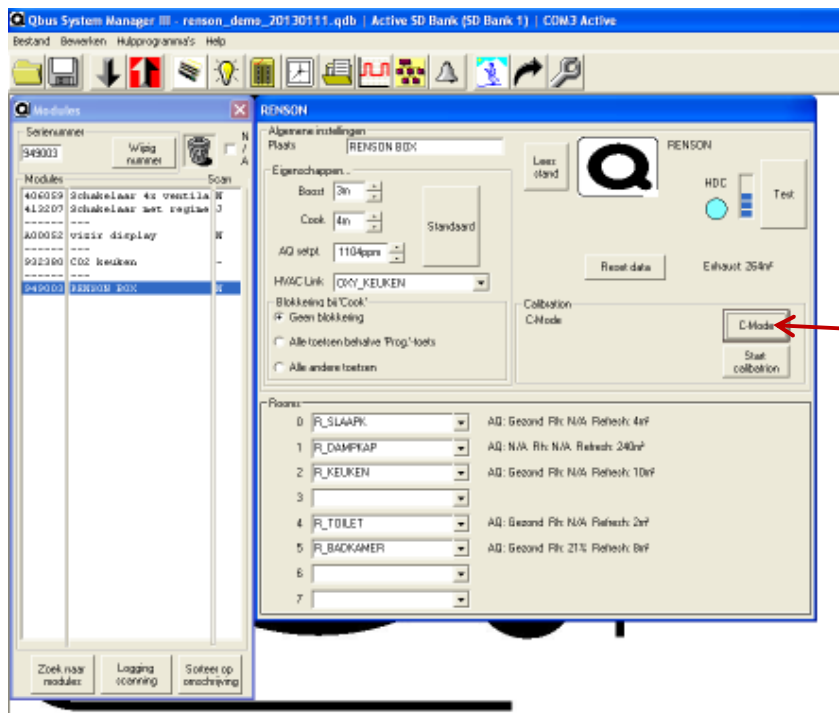 Qbus System Manager III - renson_demo_20130111.qdb | Active SD Bank (SD Bank 1) | COM3 Active
Bestand Bewerken Hulpprogramma's Help
Modules
Serienummer
949003
Wijzig nummer
N / A
Modules Scan
406059 Schakelaar 4x ventila N
413207 Schakelaar met regime J
------ ---
A00052 vizir display N
------ ---
932380 CO2 keuken -
------ ---
949003 RENSON BOX N
Zoek naar modules
Logging scanning
Sorteer op omschrijving
RENSON
Algemene instellingen
Plaats RENSON BOX
Eigenschappen...
Boost 3m
Cook 4m
AQ setpt. 1104ppm
Standaard
HVAC Link OXY_KEUKEN
Blokkering bij 'Cook'
Geen blokkering
Alle toetsen behalve 'Prog.'-toets
Alle andere toetsen
Lees stand
Q
RENSON
HDC
Test
Reset data
Exhaust: 264m³
Calibration
C-Mode
C-Mode
Start calibration
Rooms
0 R_SLAAPK AQ: Gezond Rh: N/A Refresh: 4m³
1 R_DAMPKAP AQ: N/A Rh: N/A Refresh: 240m³
2 R_KEUKEN AQ: Gezond Rh: N/A Refresh: 10m³
3
4 R_TOILET AQ: Gezond Rh: N/A Refresh: 2m³
5 R_BADKAMER AQ: Gezond Rh: 21% Refresh: 8m³
6
7